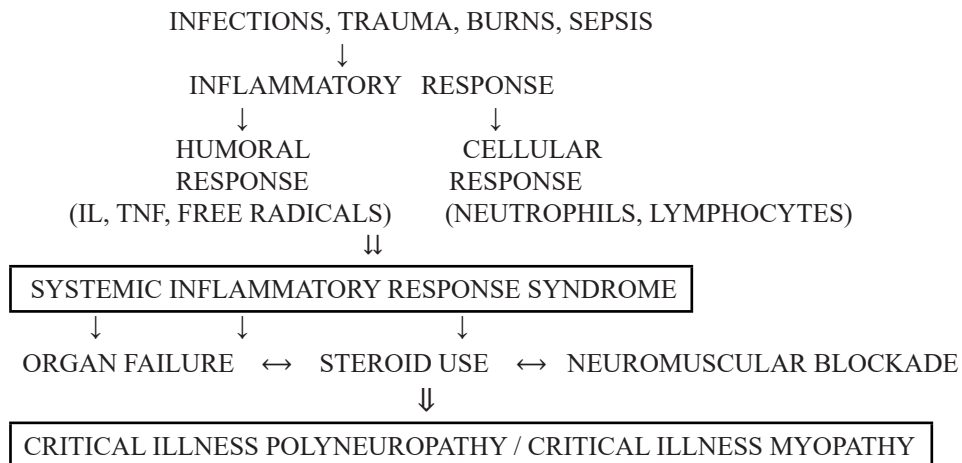 INFECTIONS, TRAUMA, BURNS, SEPSIS
↓
INFLAMMATORY RESPONSE
↓ ↓
HUMORAL CELLULAR
RESPONSE RESPONSE
(IL, TNF, FREE RADICALS) (NEUTROPHILS, LYMPHOCYTES)
⇊
SYSTEMIC INFLAMMATORY RESPONSE SYNDROME
↓ ↓ ↓
ORGAN FAILURE ↔ STEROID USE ↔ NEUROMUSCULAR BLOCKADE
⇓
CRITICAL ILLNESS POLYNEUROPATHY / CRITICAL ILLNESS MYOPATHY